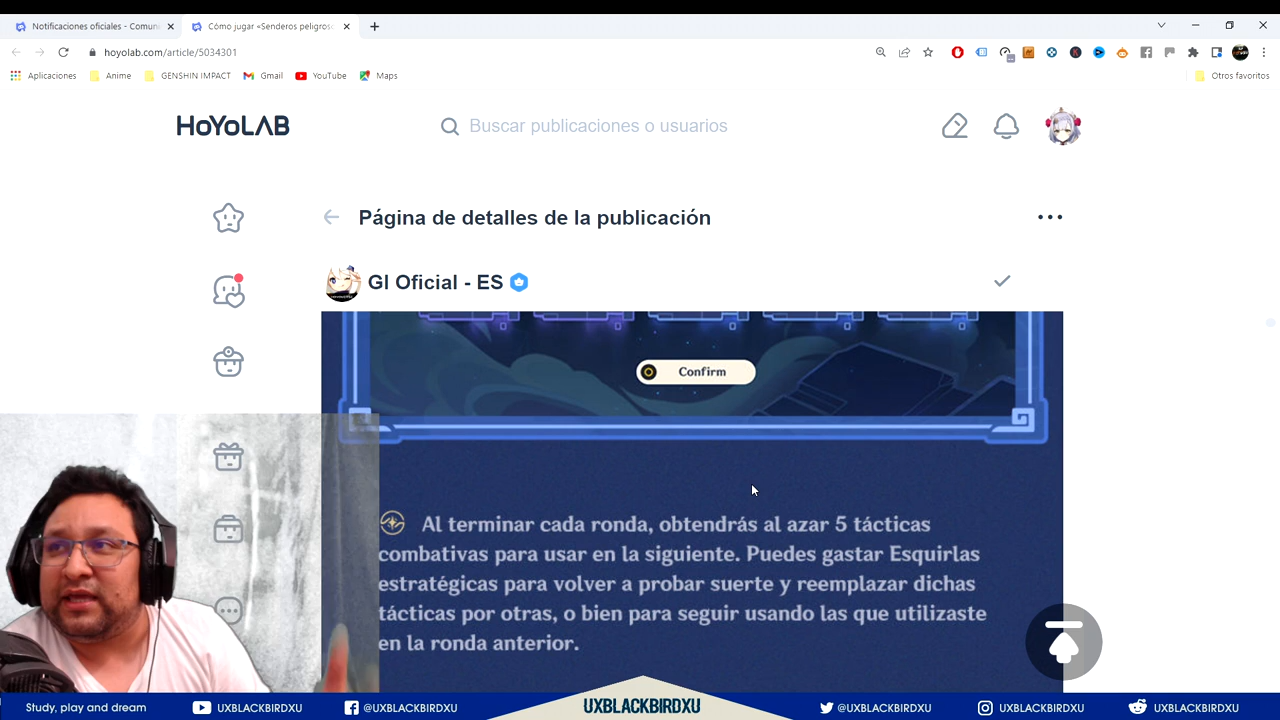 Notificaciones oficiales - Comuni
Cómo jugar «Senderos peligroso
hoyolab.com/article/5034301
Aplicaciones
Anime
GENSHIN IMPACT
Gmail
YouTube
Maps
Otros favoritos
HoYoLAB
Buscar publicaciones o usuarios
Página de detalles de la publicación
GI Oficial - ES
Confirm
Al terminar cada ronda, obtendrás al azar 5 tácticas
combativas para usar en la siguiente. Puedes gastar Esquirlas
estratégicas para volver a probar suerte y reemplazar dichas
tácticas por otras, o bien para seguir usando las que utilizaste
en la ronda anterior.
Study, play and dream
UXBLACKBIRDXU
@UXBLACKBIRDXU
UXBLACKBIRDXU
@UXBLACKBIRDXU
UXBLACKBIRDXU
UXBLACKBIRDXU